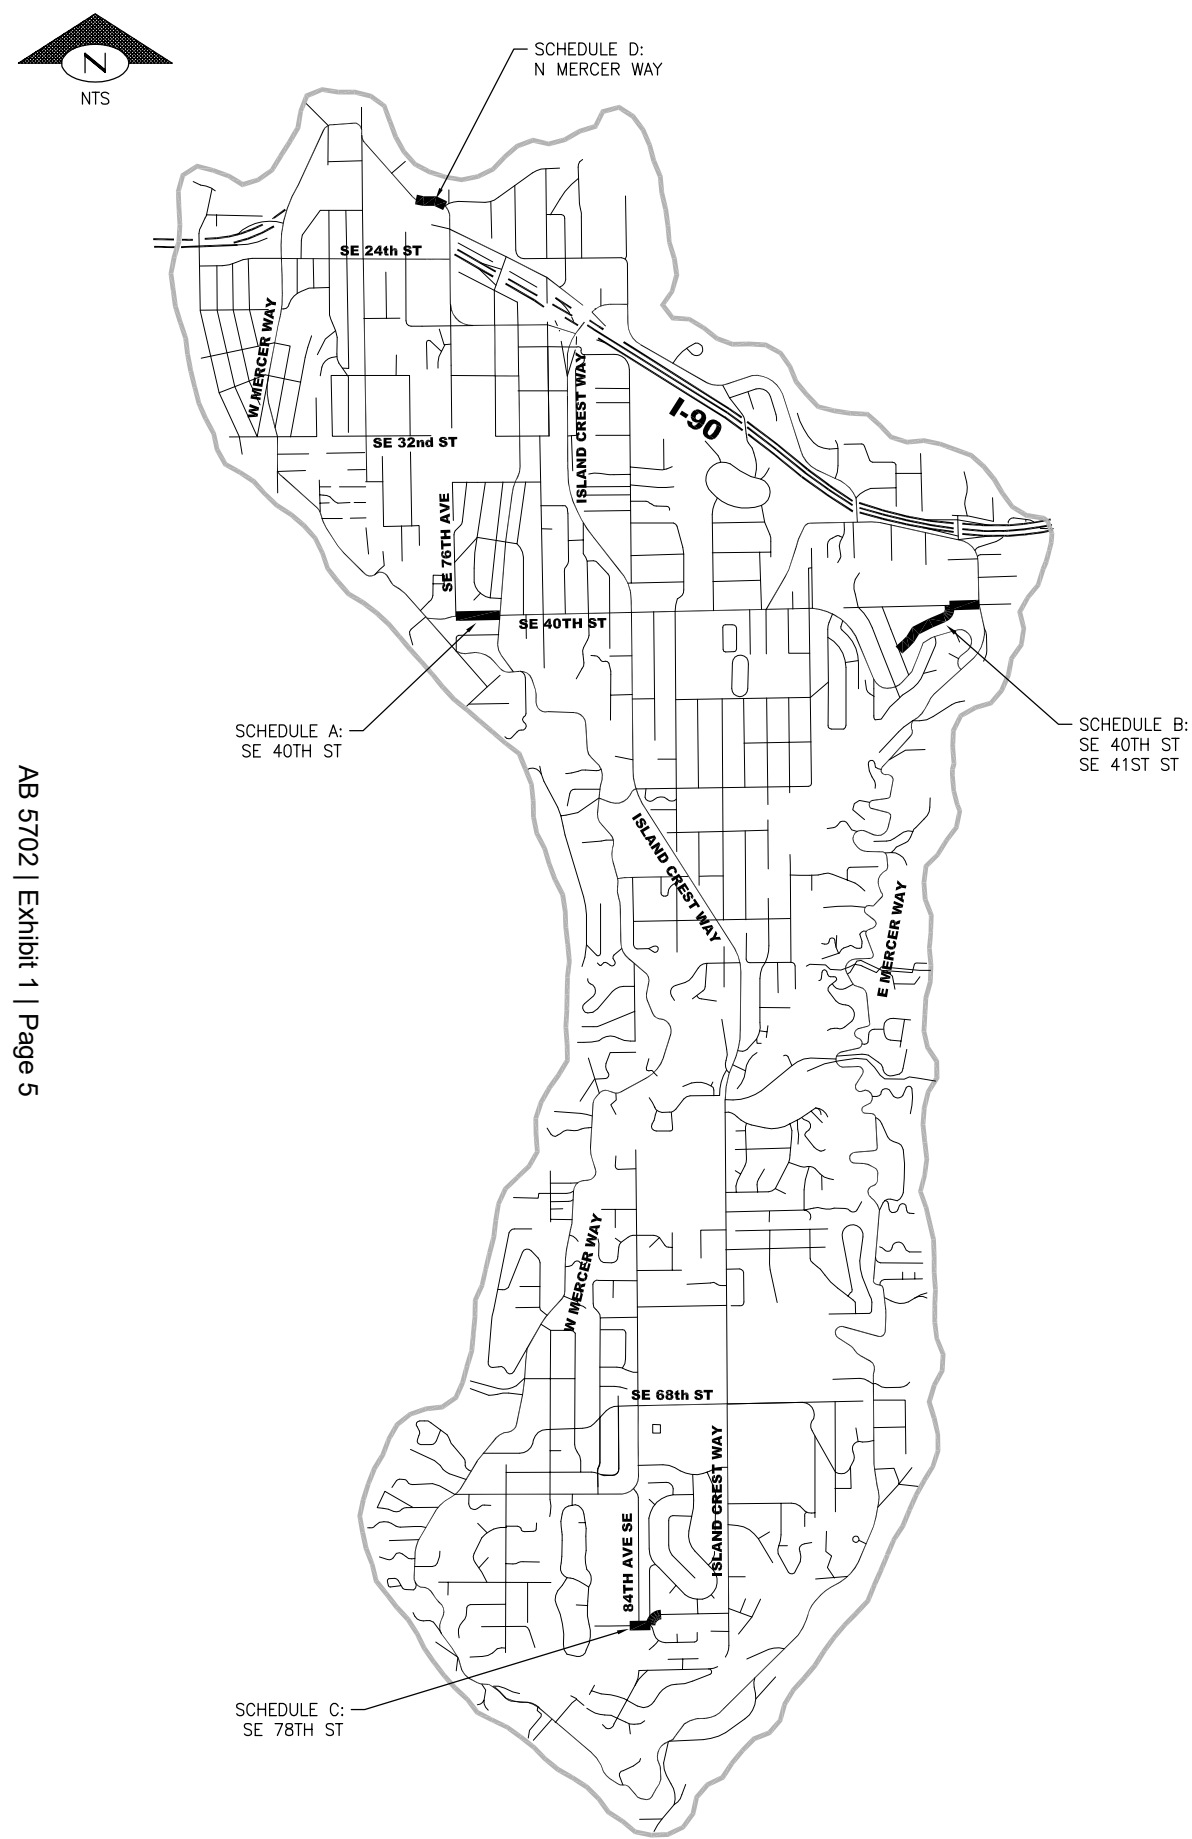 SCHEDULE D:
N MERCER WAY
N
NTS
SE 24th ST
W MERCER WAY
ISLAND CREST WAY
I-90
SE 32nd ST
SE 76TH AVE
SE 40TH ST
SCHEDULE A:
SE 40TH ST
SCHEDULE B:
SE 40TH ST
SE 41ST ST
AB 5702 | Exhibit 1 | Page 5
ISLAND CREST WAY
E MERCER WAY
W MERCER WAY
SE 68th ST
ISLAND CREST WAY
84TH AVE SE
SCHEDULE C:
SE 78TH ST